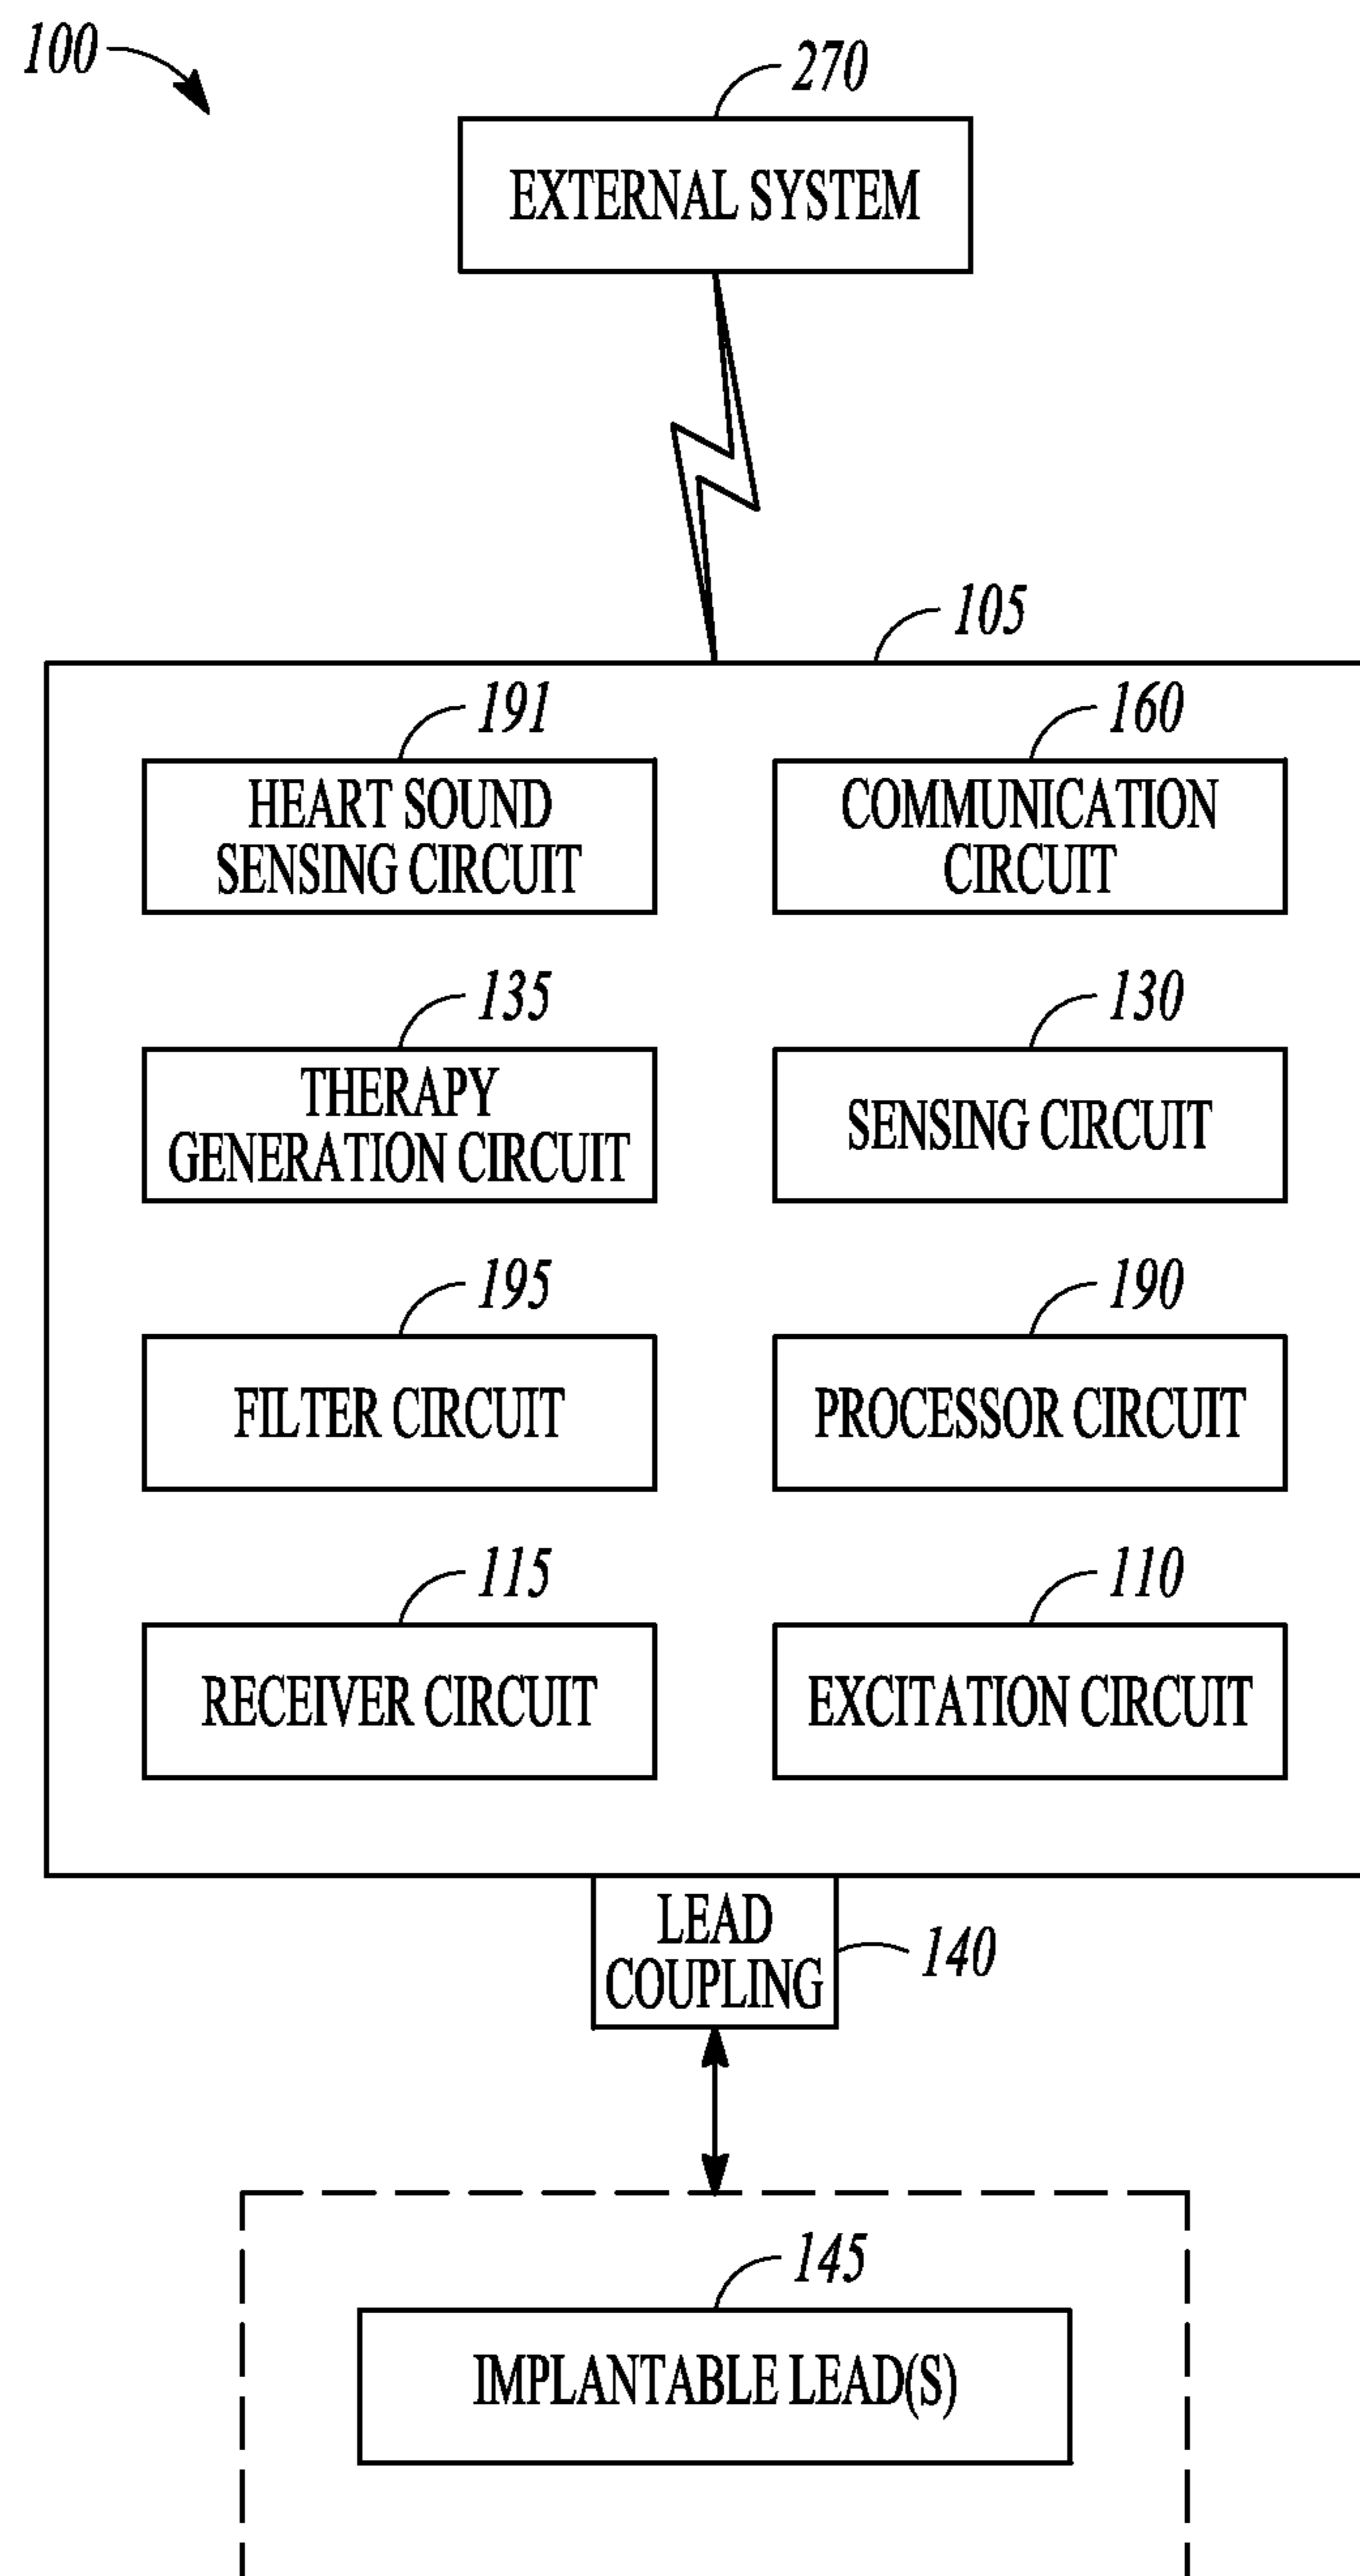 100
270
EXTERNAL SYSTEM
105
191
HEART SOUND
SENSING CIRCUIT
160
COMMUNICATION
CIRCUIT
135
THERAPY
GENERATION CIRCUIT
130
SENSING CIRCUIT
195
FILTER CIRCUIT
190
PROCESSOR CIRCUIT
115
RECEIVER CIRCUIT
110
EXCITATION CIRCUIT
LEAD
COUPLING
140
145
IMPLANTABLE LEAD(S)